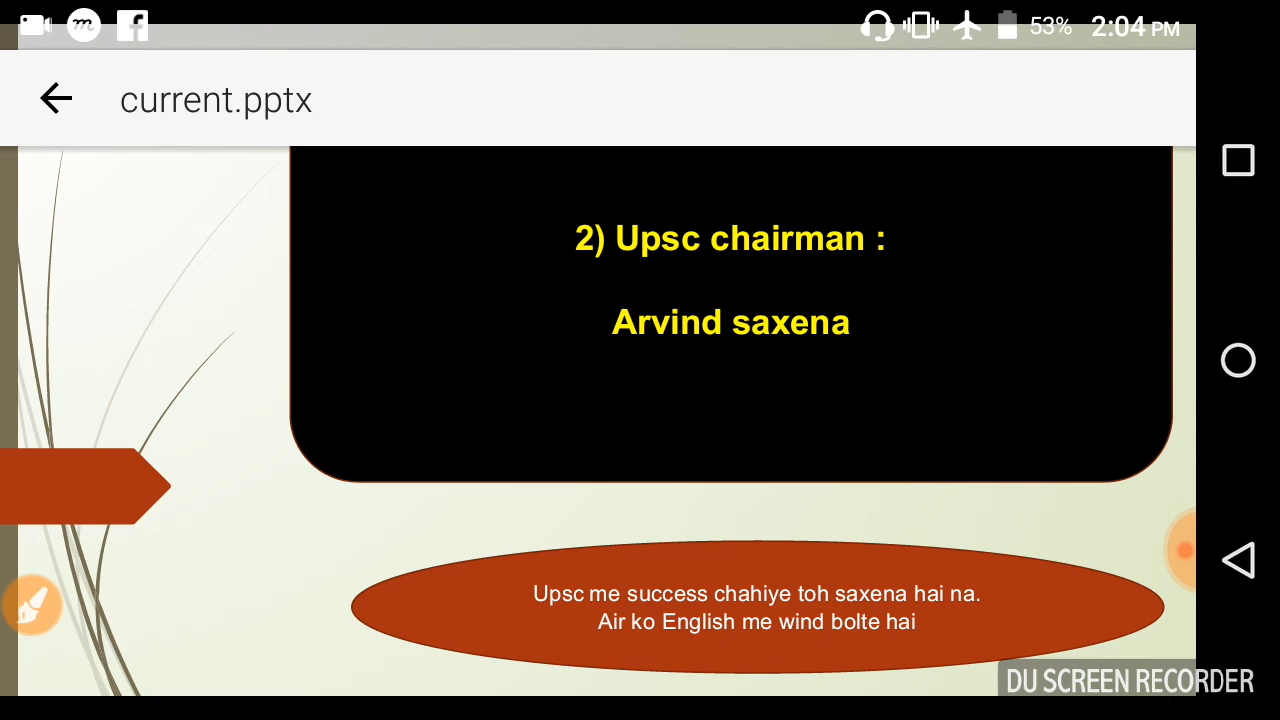 53% 2:04 PM
current.pptx
2) Upsc chairman :
Arvind saxena
Upsc me success chahiye toh saxena hai na.
Air ko English me wind bolte hai
DU SCREEN RECORDER